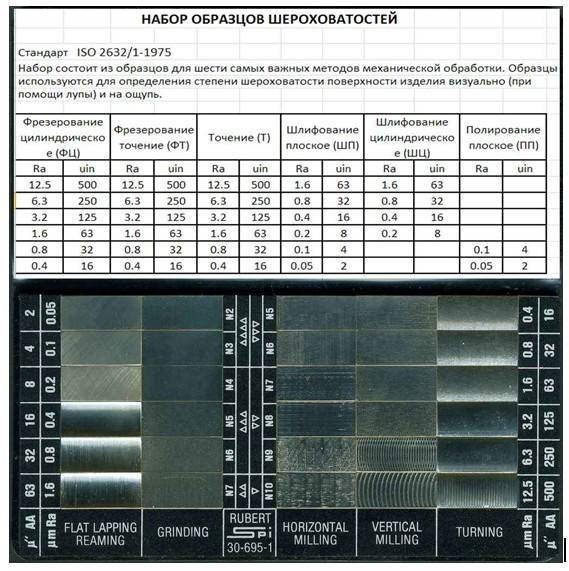 НАБОР ОБРАЗЦОВ ШЕРОХОВАТОСТЕЙ
Стандарт ISO 2632/1-1975
Набор состоит из образцов для шести самых важных методов механической обработки. Образцы
используются для определения степени шероховатости поверхности изделия визуально (при
помощи лупы) и на ощупь.
Фрезерование цилиндрическое (ФЦ) Фрезерование точением (ФТ) Точение (Т) Шлифование плоское (ШП) Шлифование цилиндрическое (ШЦ) Полирование плоское (ПП)
Ra uin Ra uin Ra uin Ra uin Ra uin Ra uin
12.5 500 12.5 500 12.5 500 1.6 63 1.6 63
6.3 250 6.3 250 6.3 250 0.8 32 0.8 32
3.2 125 3.2 125 3.2 125 0.4 16 0.4 16
1.6 63 1.6 63 1.6 63 0.2 8 0.2 8
0.8 32 0.8 32 0.8 32 0.1 4 0.1 4
0.4 16 0.4 16 0.4 16 0.05 2 0.05 2
2 0.05 N2 N5 0.4 16
4 0.1 N3 N6 0.8 32
8 0.2 N4 N7 1.6 63
16 0.4 N5 N8 3.2 125
32 0.8 N6 N9 6.3 250
63 1.6 N7 N10 12.5 500
µ″ AA µm Ra FLAT LAPPING REAMING GRINDING RUBERT Spi 30-695-1 HORIZONTAL MILLING VERTICAL MILLING TURNING µm Ra µ″ AA